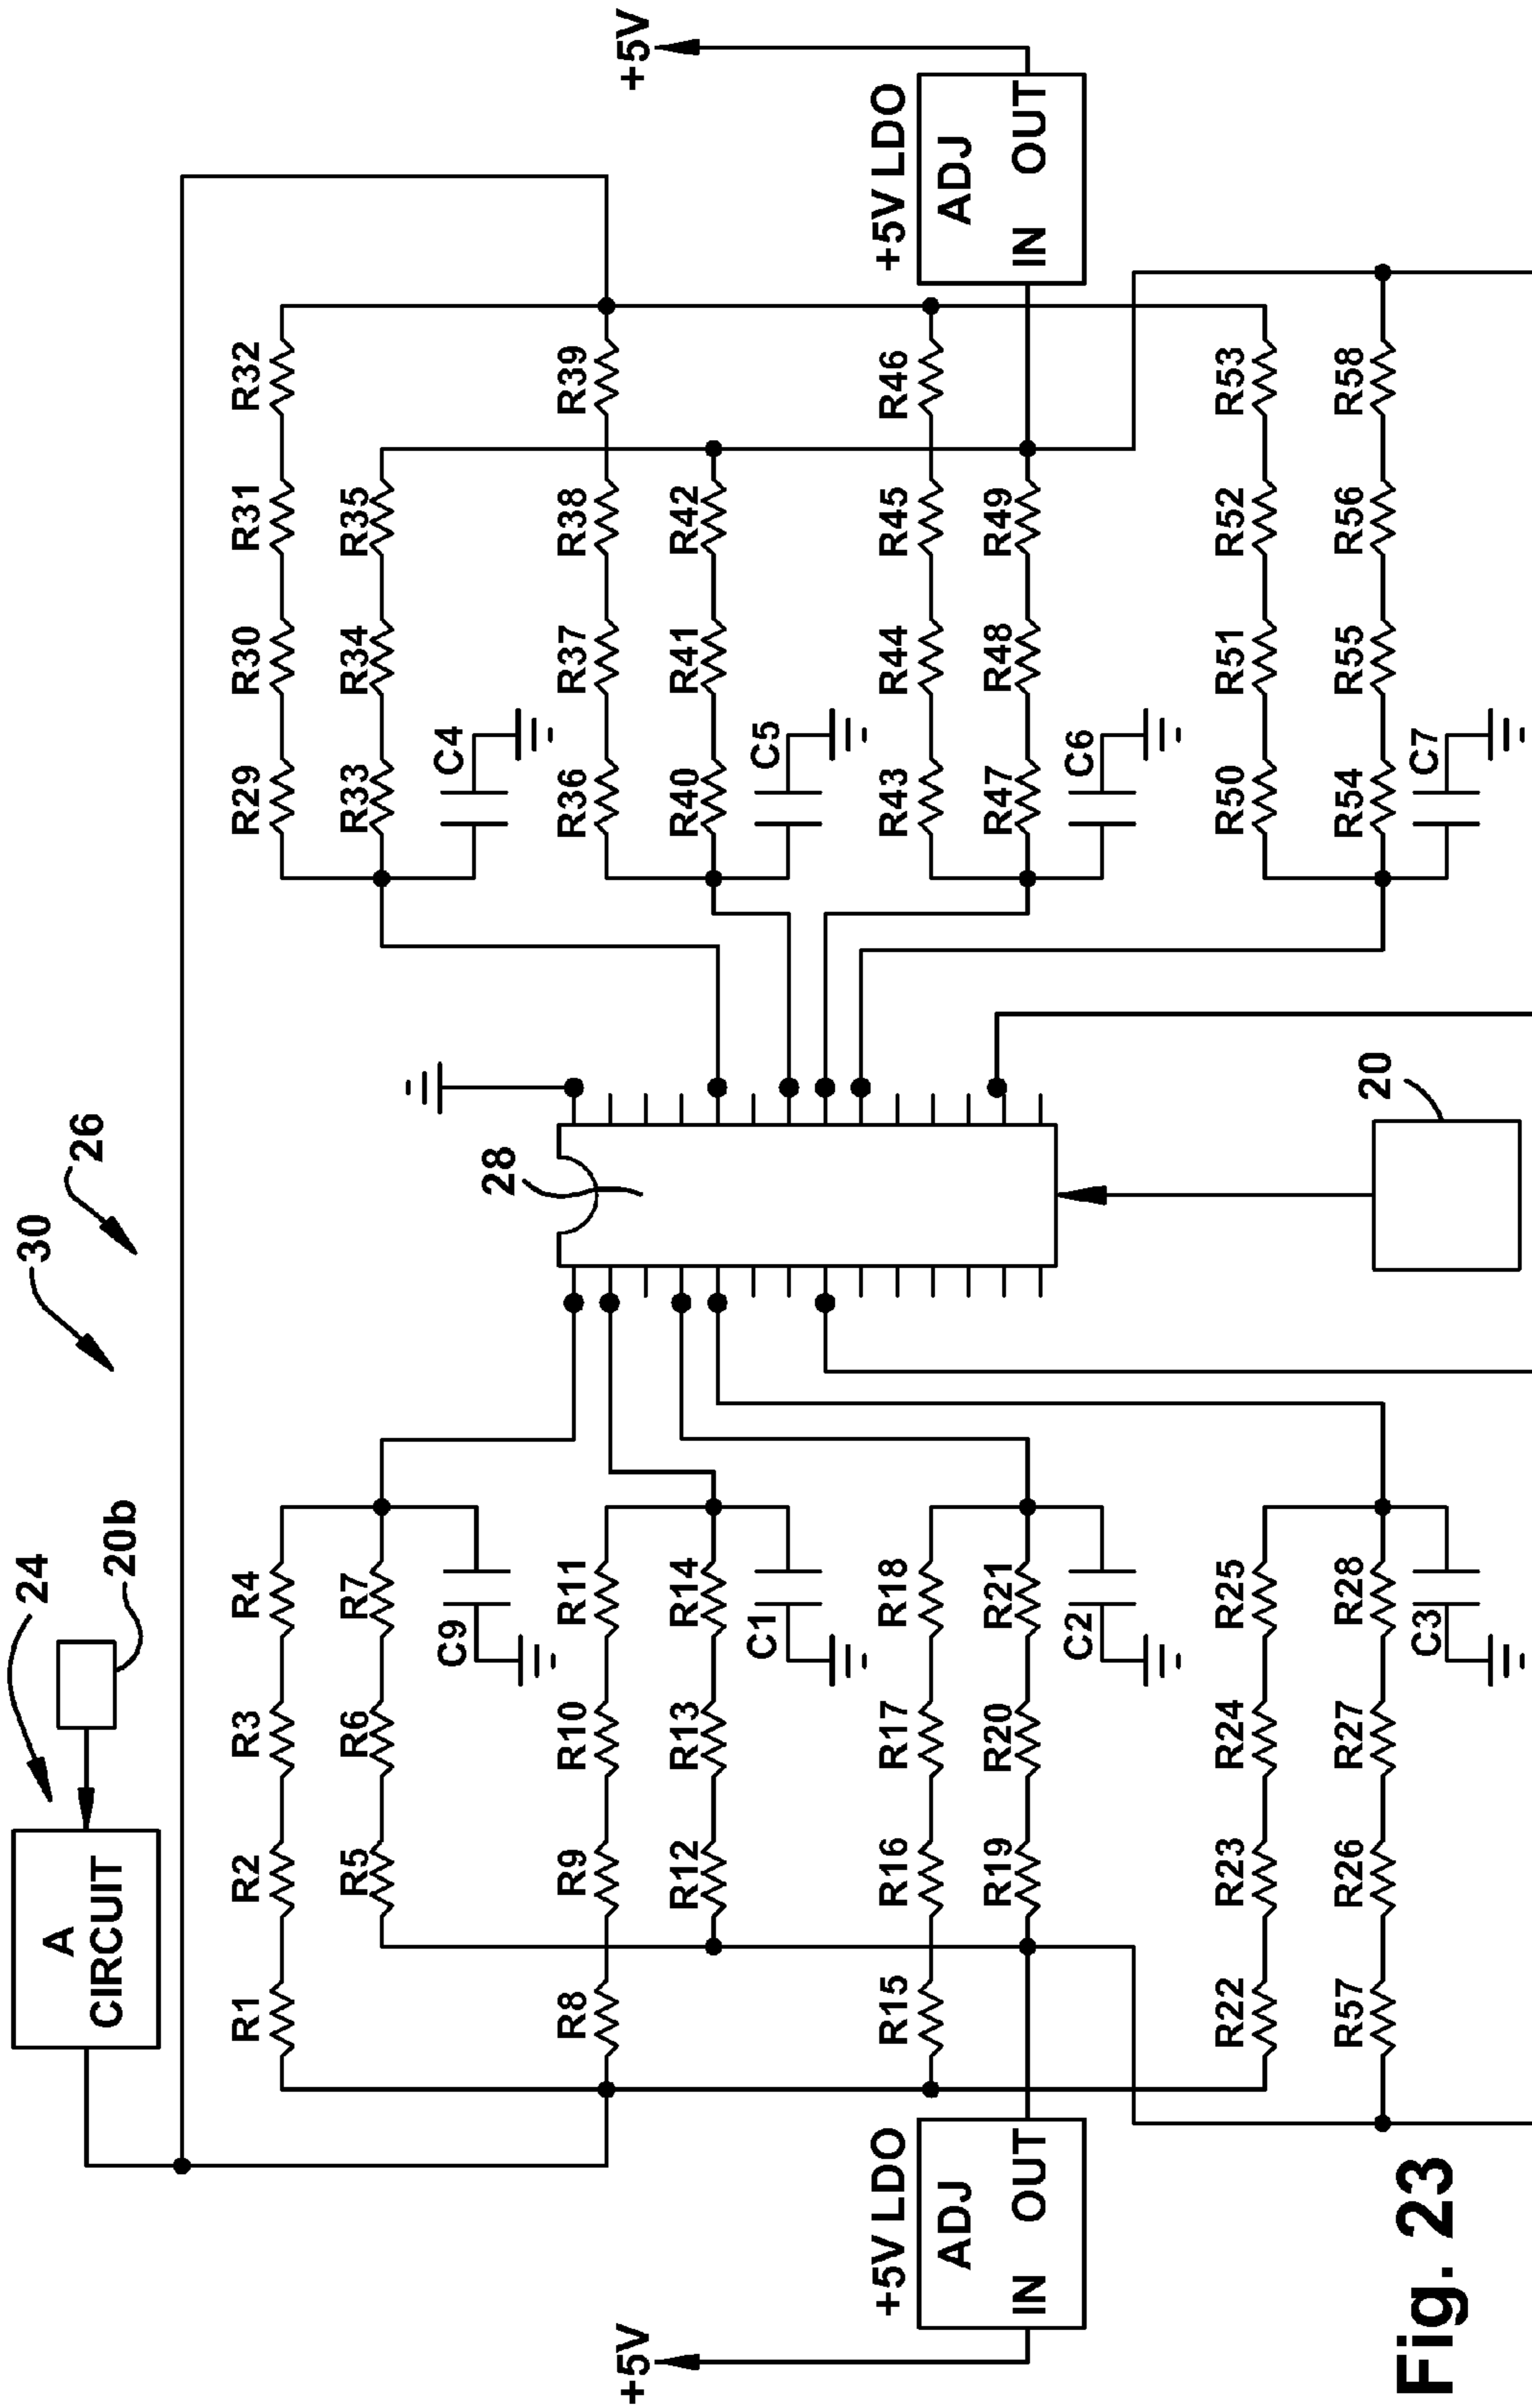 30
26
24
A
CIRCUIT
20b
R1 R2 R3 R4
R29 R30 R31 R32
R5 R6 R7
R33 R34 R35
C9
C4
28
R8 R9 R10 R11
R36 R37 R38 R39
+5V
+5V
R12 R13 R14
R40 R41 R42
C1
C5
+5V LDO
ADJ
IN OUT
R15 R16 R17 R18
R43 R44 R45 R46
+5V LDO
ADJ
IN OUT
R19 R20 R21
R47 R48 R49
C2
C6
R22 R23 R24 R25
R50 R51 R52 R53
R57 R26 R27 R28
R54 R55 R56 R58
C3
C7
20
Fig. 23